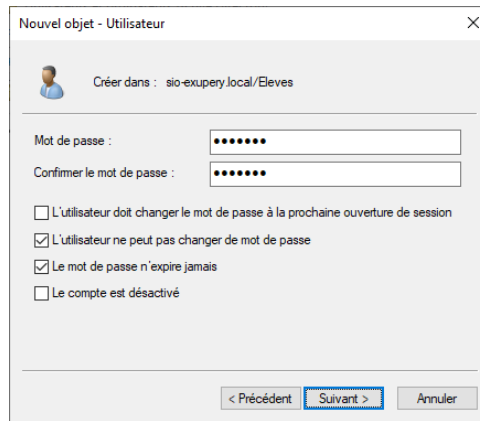 Nouvel objet - Utilisateur
Créer dans : sio-exupery.local/Eleves
Mot de passe : •••••••
Confirmer le mot de passe : •••••••
L'utilisateur doit changer le mot de passe à la prochaine ouverture de session
L'utilisateur ne peut pas changer de mot de passe
Le mot de passe n'expire jamais
Le compte est désactivé
< Précédent Suivant > Annuler